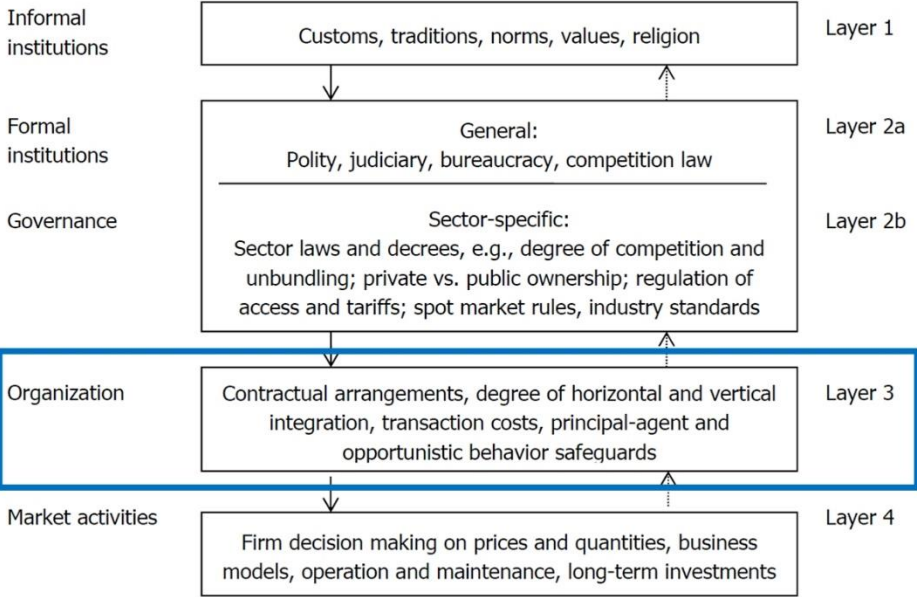 Informal
institutions
Customs, traditions, norms, values, religion
Layer 1
Formal
institutions
General:
Polity, judiciary, bureaucracy, competition law
Layer 2a
Governance
Sector-specific:
Sector laws and decrees, e.g., degree of competition and
unbundling; private vs. public ownership; regulation of
access and tariffs; spot market rules, industry standards
Layer 2b
Organization
Contractual arrangements, degree of horizontal and vertical
integration, transaction costs, principal-agent and
opportunistic behavior safeguards
Layer 3
Market activities
Firm decision making on prices and quantities, business
models, operation and maintenance, long-term investments
Layer 4